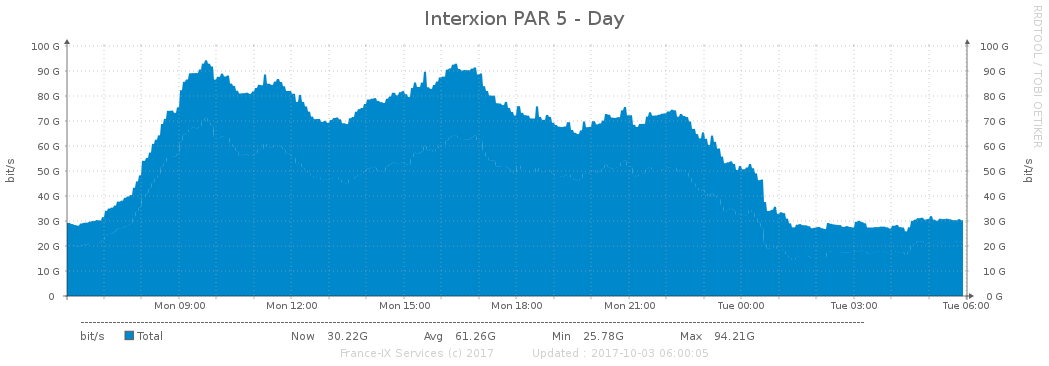 Interxion PAR 5 - Day
RRDTOOL / TOBI OETIKER
100 G 100 G
90 G 90 G
80 G 80 G
70 G 70 G
60 G 60 G
50 G 50 G
40 G 40 G
30 G 30 G
20 G 20 G
10 G 10 G
0 0 G
bit/s bit/s
Mon 09:00 Mon 12:00 Mon 15:00 Mon 18:00 Mon 21:00 Tue 00:00 Tue 03:00 Tue 06:00
bit/s Total Now 30.22G Avg 61.26G Min 25.78G Max 94.21G
France-IX Services (c) 2017 Updated : 2017-10-03 06:00:05